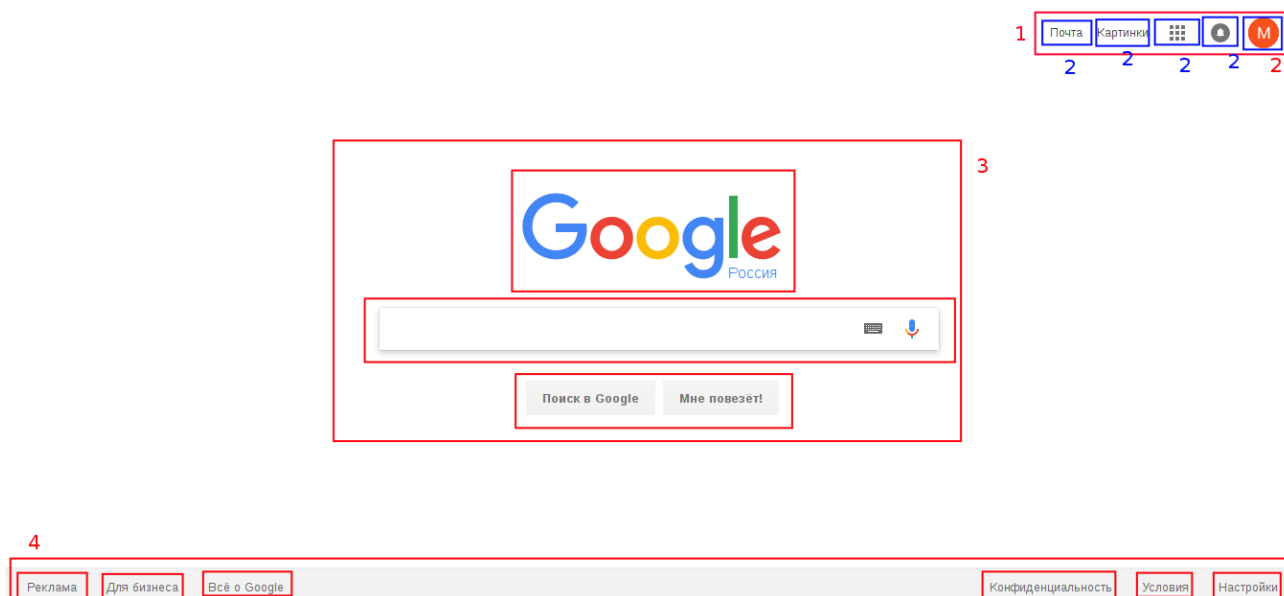 1 Почта Картинки М
2 2 2 2 2
3
Google
Россия
Поиск в Google Мне повезёт!
4
Реклама Для бизнеса Всё о Google Конфиденциальность Условия Настройки